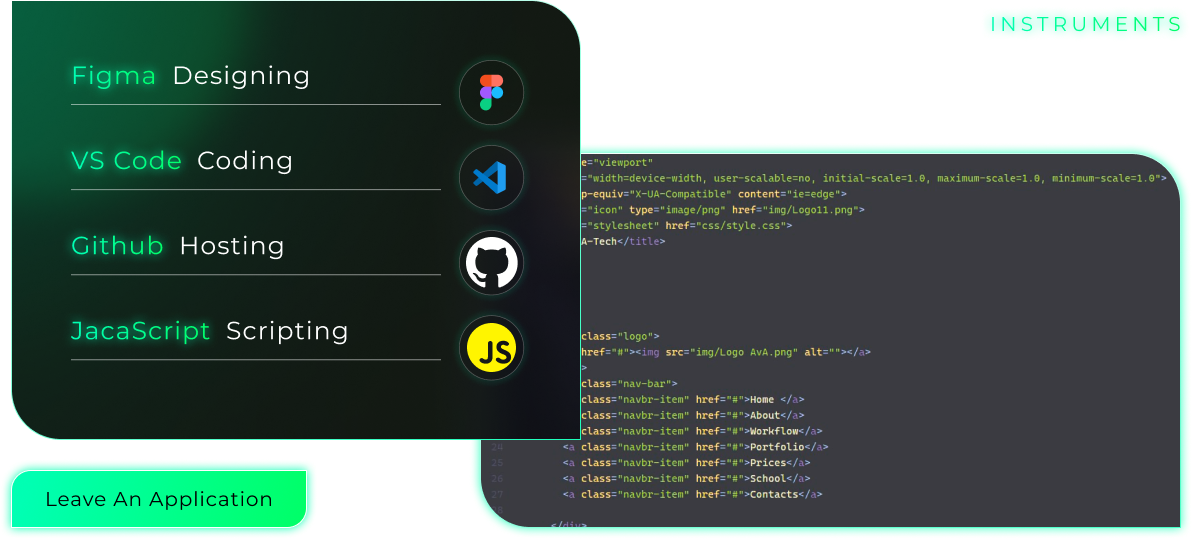 INSTRUMENTS
Figma Designing
VS Code Coding
Github Hosting
JacaScript Scripting
JS
Leave An Application
e="viewport"
="width=device-width, user-scalable=no, initial-scale=1.0, maximum-scale=1.0, minimum-scale=1.0">
p-equiv="X-UA-Compatible" content="ie=edge">
="icon" type="image/png" href="img/Logo11.png">
="stylesheet" href="css/style.css">
A-Tech</title>
class="logo">
href="#"><img src="img/Logo AvA.png" alt=""></a>
>
class="nav-bar">
class="navbr-item" href="#">Home </a>
class="navbr-item" href="#">About</a>
class="navbr-item" href="#">Workflow</a>
24 <a class="navbr-item" href="#">Portfolio</a>
25 <a class="navbr-item" href="#">Prices</a>
26 <a class="navbr-item" href="#">School</a>
27 <a class="navbr-item" href="#">Contacts</a>
28
</div>